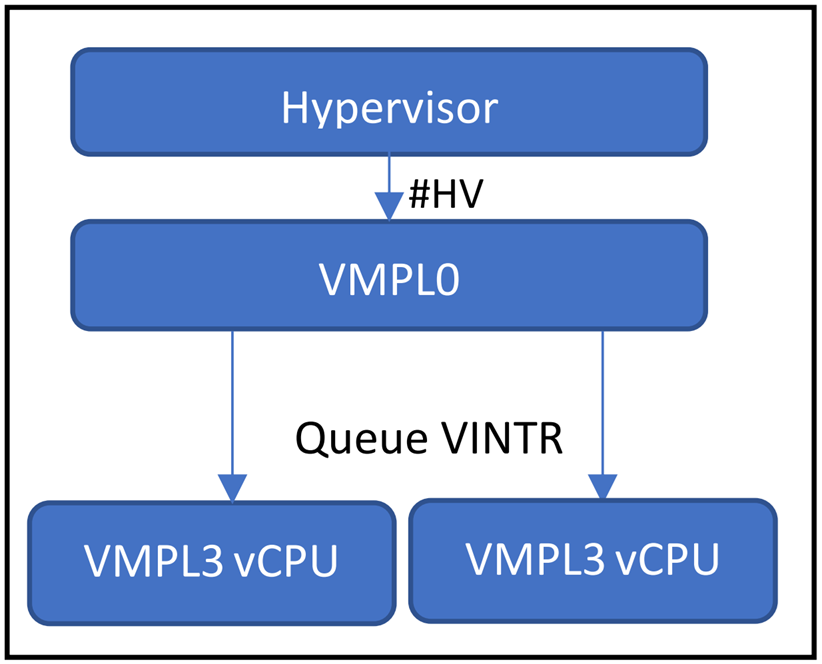 Hypervisor
#HV
VMPL0
Queue VINTR
VMPL3 vCPU
VMPL3 vCPU